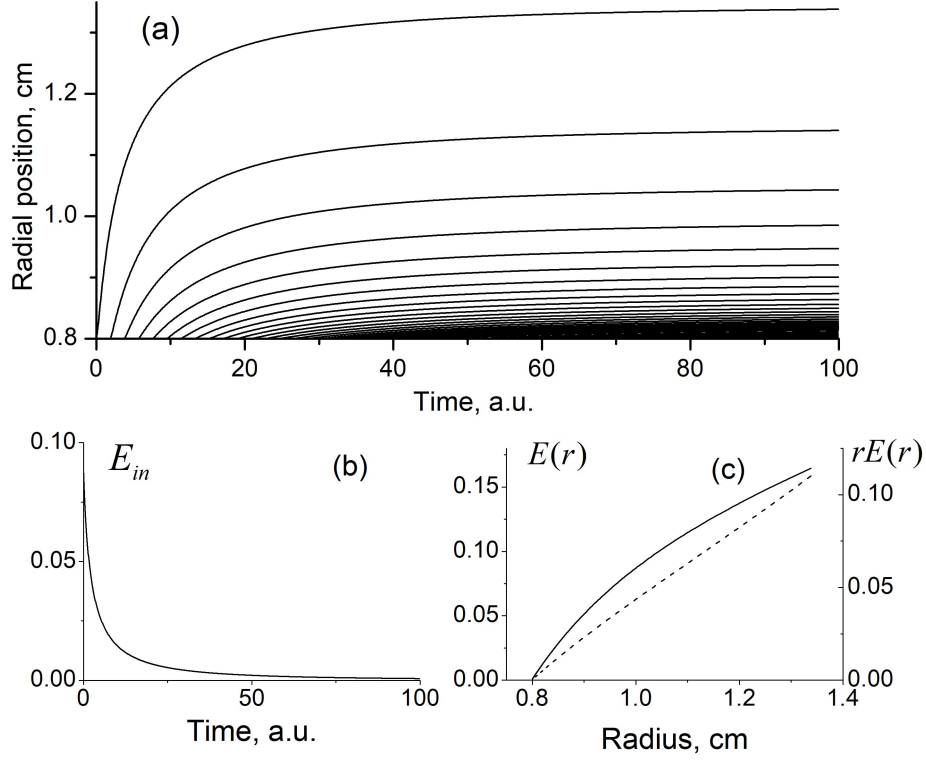 (a)
Radial position, cm
1.2
1.0
0.8
0 20 40 60 80 100
Time, a.u.
E_in
(b)
0.10
0.05
0.00
0 50 100
Time, a.u.
E(r)
(c)
rE(r)
0.15
0.10
0.05
0.00
0.10
0.05
0.00
0.8 1.0 1.2 1.4
Radius, cm